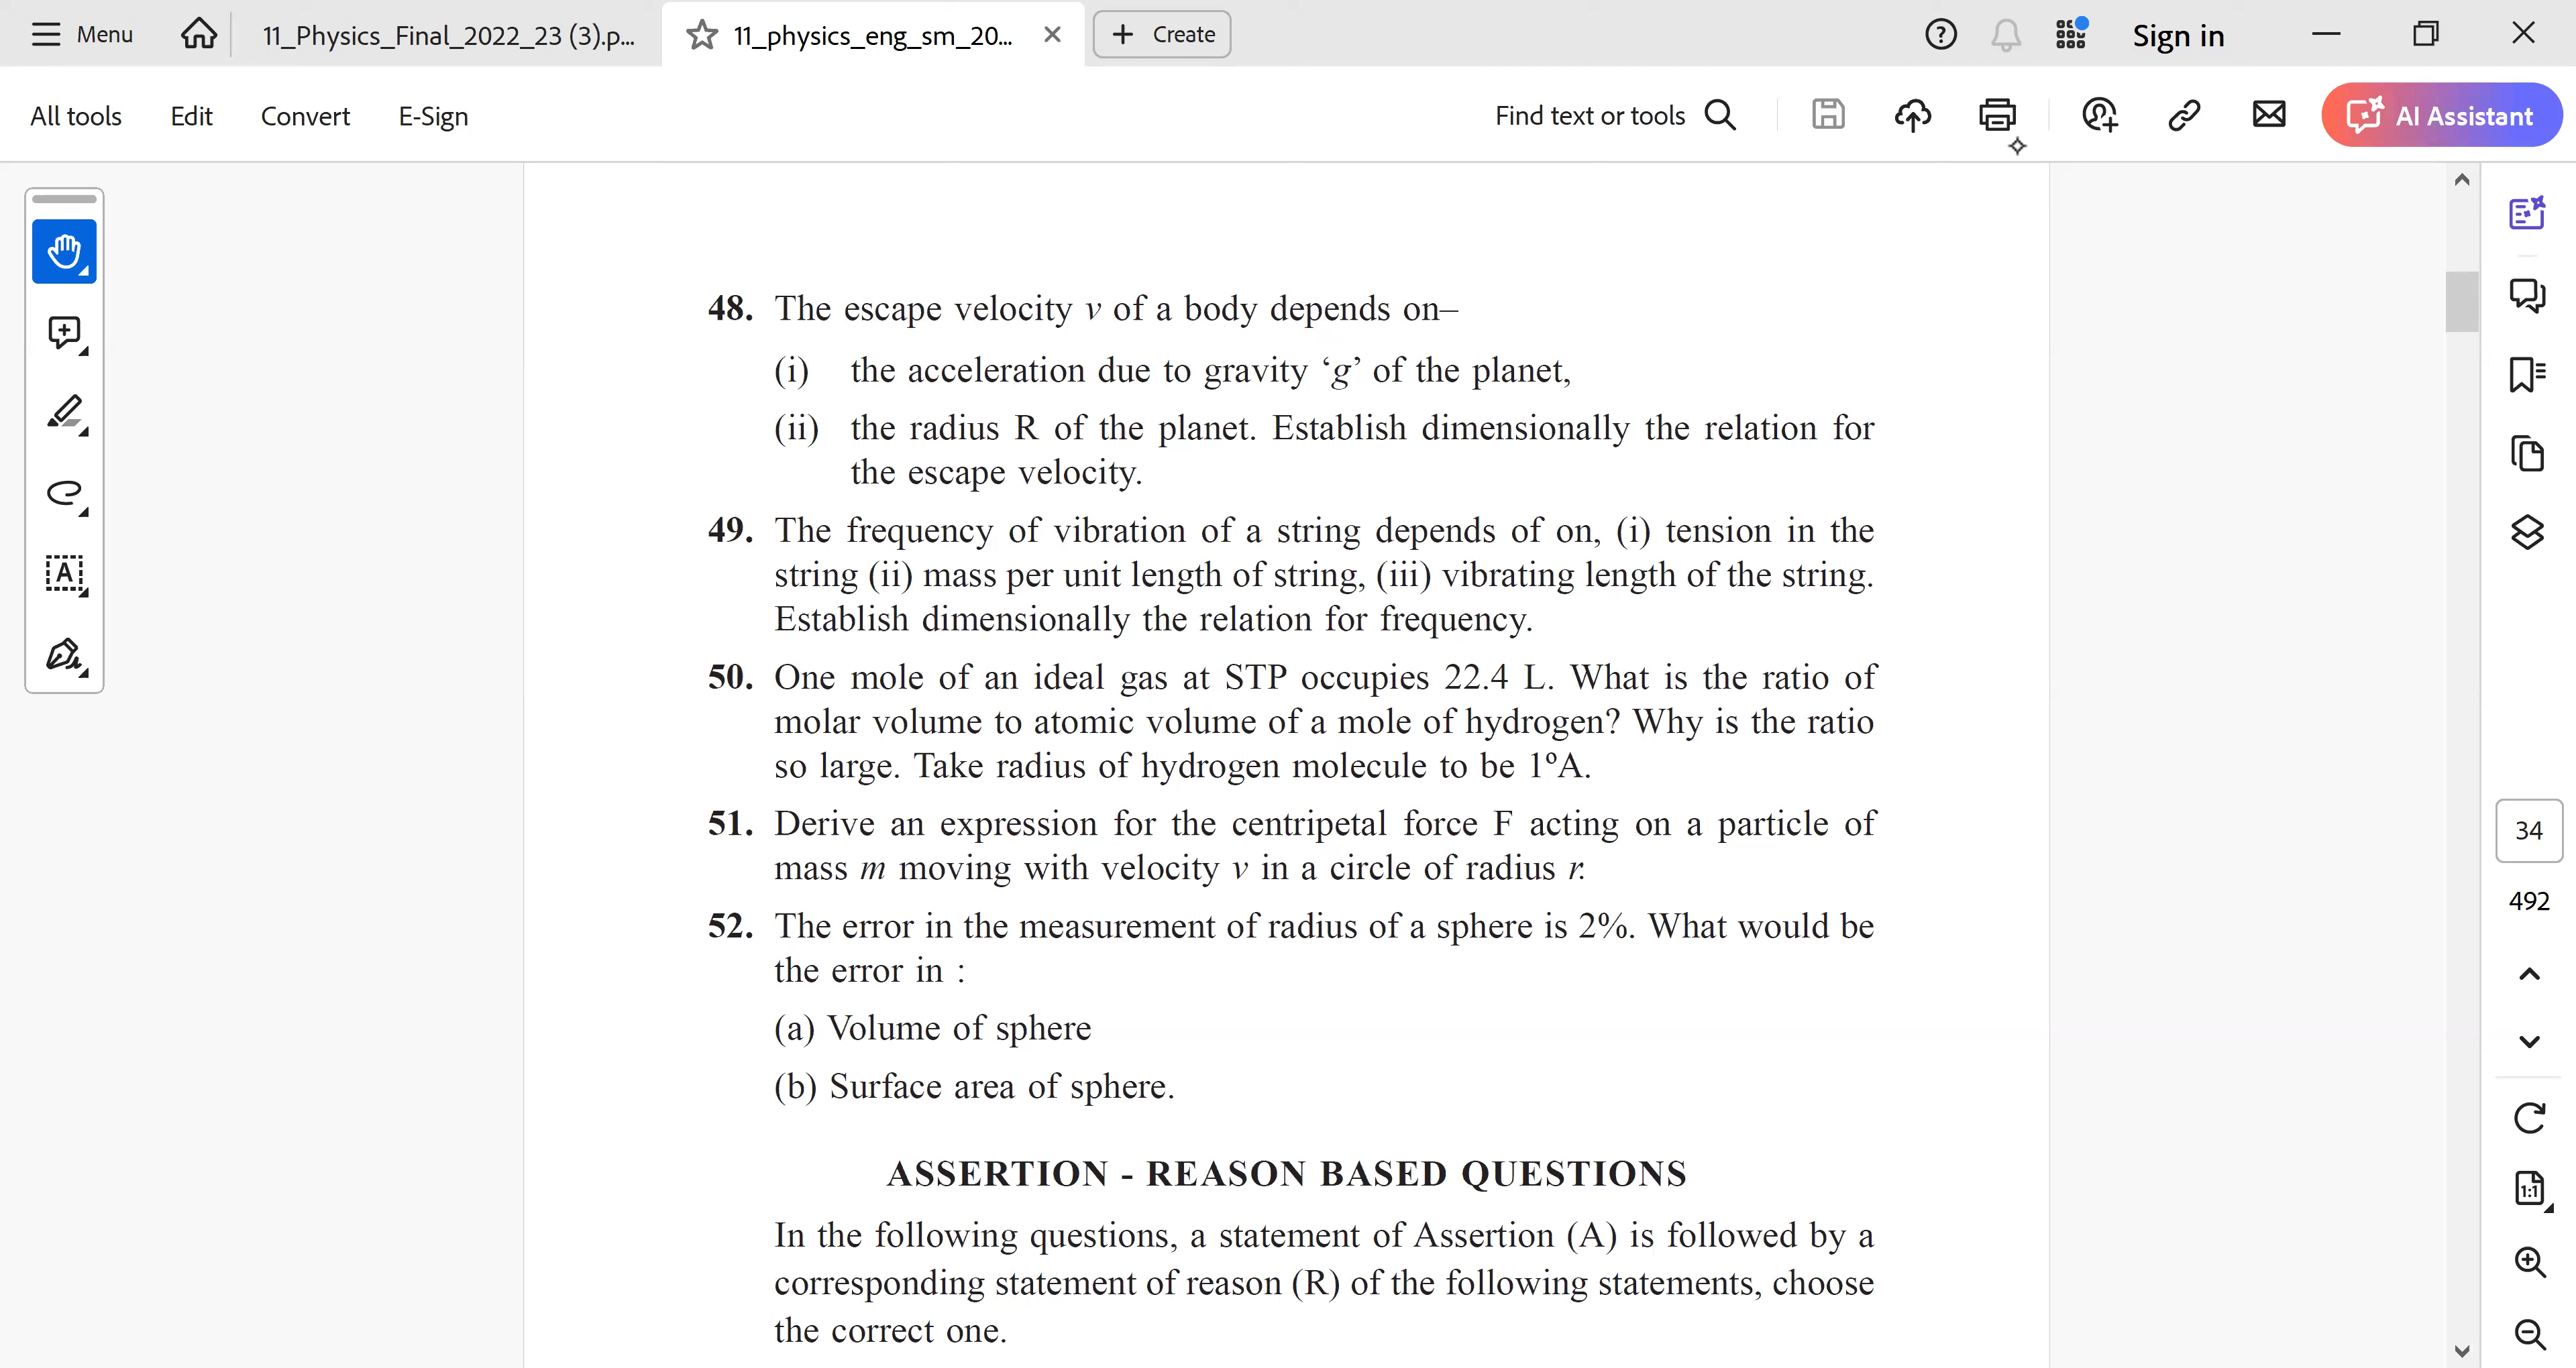 Menu
11_Physics_Final_2022_23 (3).p...
11_physics_eng_sm_20...
Create
Sign in
All tools
Edit
Convert
E-Sign
Find text or tools
AI Assistant
48. The escape velocity v of a body depends on–
(i) the acceleration due to gravity ‘g’ of the planet,
(ii) the radius R of the planet. Establish dimensionally the relation for
the escape velocity.
49. The frequency of vibration of a string depends of on, (i) tension in the
string (ii) mass per unit length of string, (iii) vibrating length of the string.
Establish dimensionally the relation for frequency.
50. One mole of an ideal gas at STP occupies 22.4 L. What is the ratio of
molar volume to atomic volume of a mole of hydrogen? Why is the ratio
so large. Take radius of hydrogen molecule to be 1ºA.
51. Derive an expression for the centripetal force F acting on a particle of
mass m moving with velocity v in a circle of radius r.
52. The error in the measurement of radius of a sphere is 2%. What would be
the error in :
(a) Volume of sphere
(b) Surface area of sphere.
ASSERTION - REASON BASED QUESTIONS
In the following questions, a statement of Assertion (A) is followed by a
corresponding statement of reason (R) of the following statements, choose
the correct one.
34
492
1:1